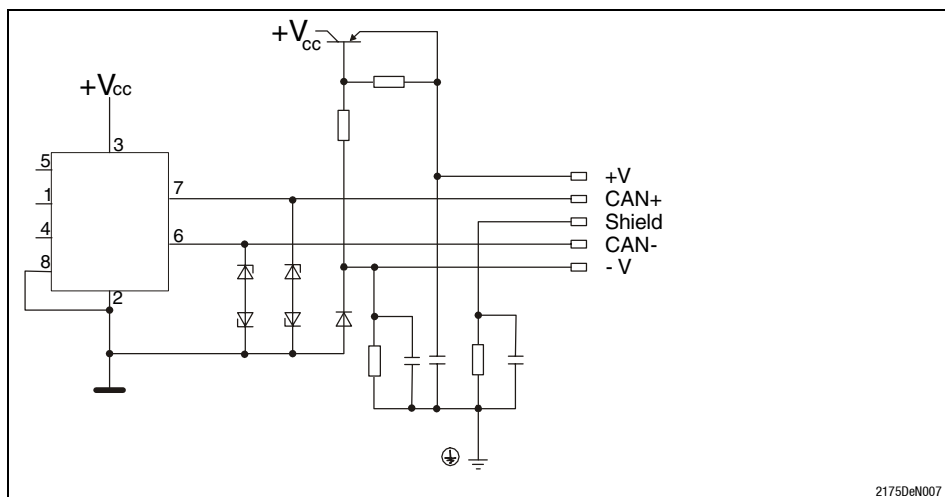 +Vcc
+Vcc
3
5
7
1
4
6
8
2
+V
CAN+
Shield
CAN-
- V
2175DeN007